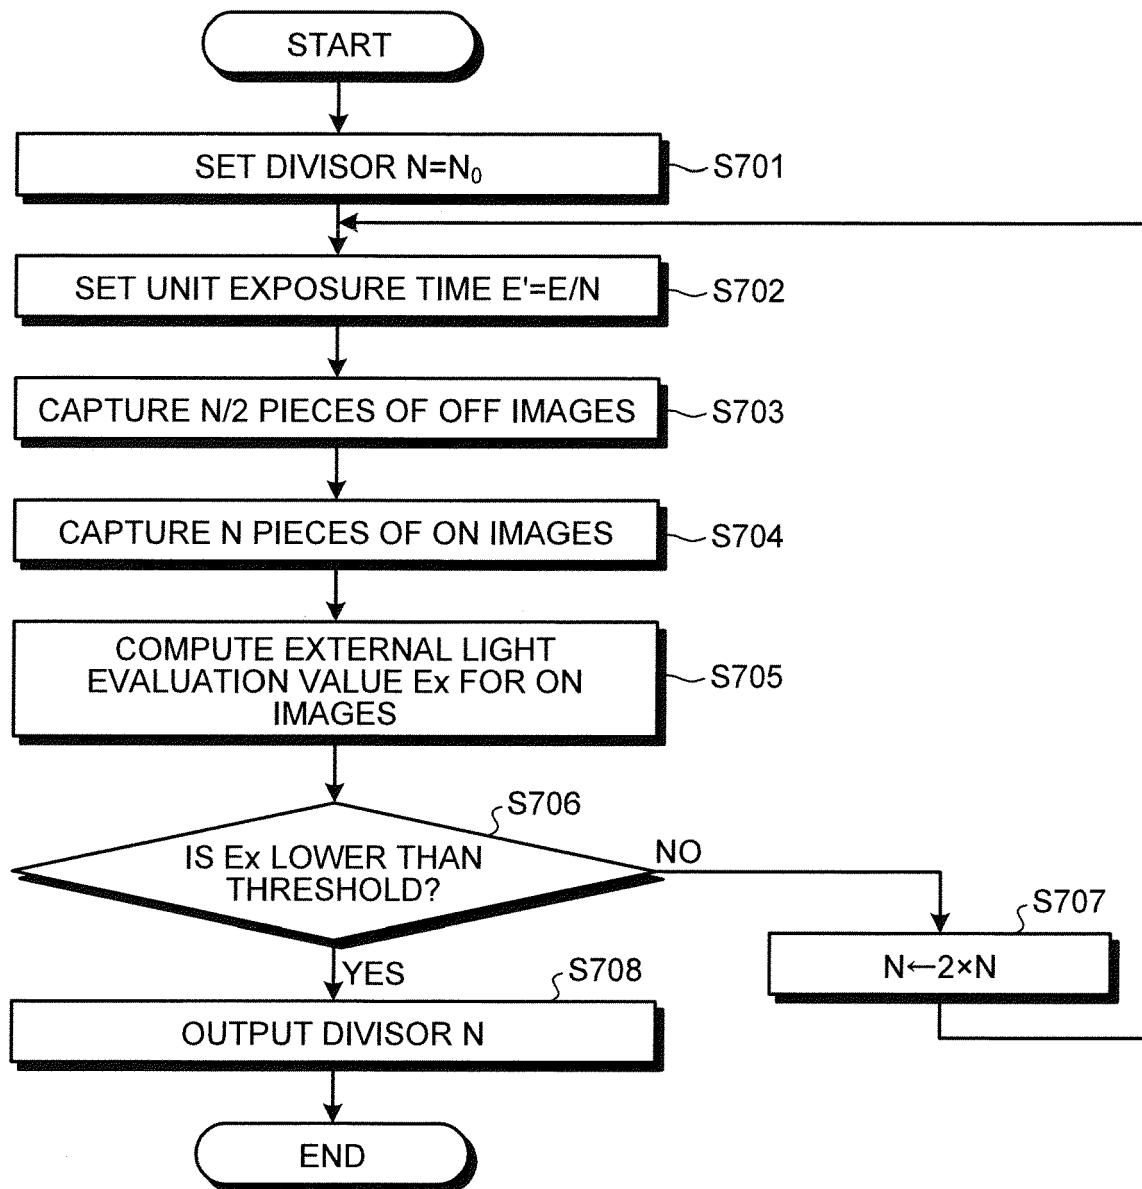 START
SET DIVISOR N=N₀
S701
SET UNIT EXPOSURE TIME E'=E/N
S702
CAPTURE N/2 PIECES OF OFF IMAGES
S703
CAPTURE N PIECES OF ON IMAGES
S704
COMPUTE EXTERNAL LIGHT
EVALUATION VALUE Ex FOR ON
IMAGES
S705
S706
IS Ex LOWER THAN
THRESHOLD?
NO
S707
N←2×N
YES
S708
OUTPUT DIVISOR N
END